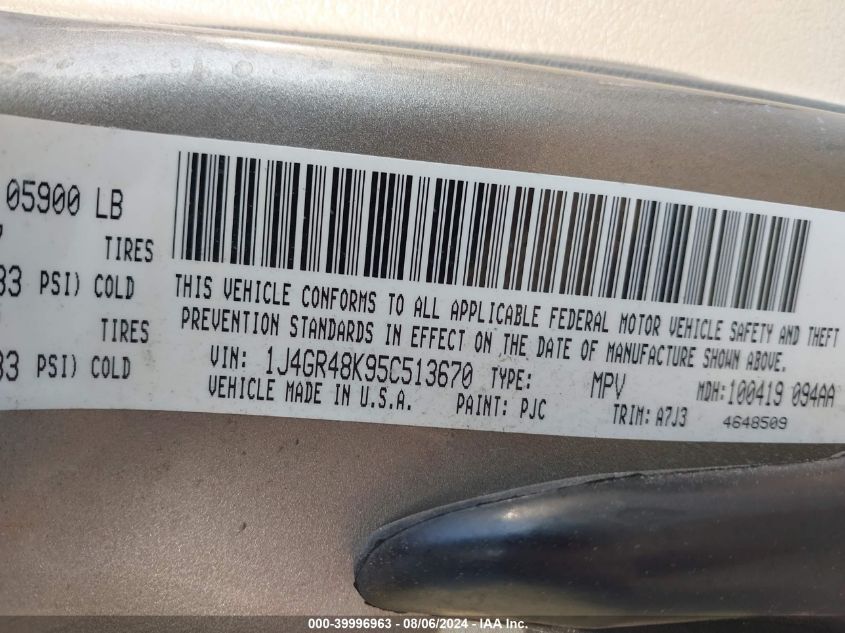 05900 LB
TIRES
PSI) COLD
TIRES
PSI) COLD
THIS VEHICLE CONFORMS TO ALL APPLICABLE FEDERAL MOTOR VEHICLE SAFETY AND THEFT
PREVENTION STANDARDS IN EFFECT ON THE DATE OF MANUFACTURE SHOWN ABOVE.
VIN: 1J4GR48K95C513670 TYPE: MPV MDH:100419 094AA
VEHICLE MADE IN U.S.A. PAINT: PJC TRIM: A7J3 4648509
000-39996963 - 08/06/2024 - IAA Inc.